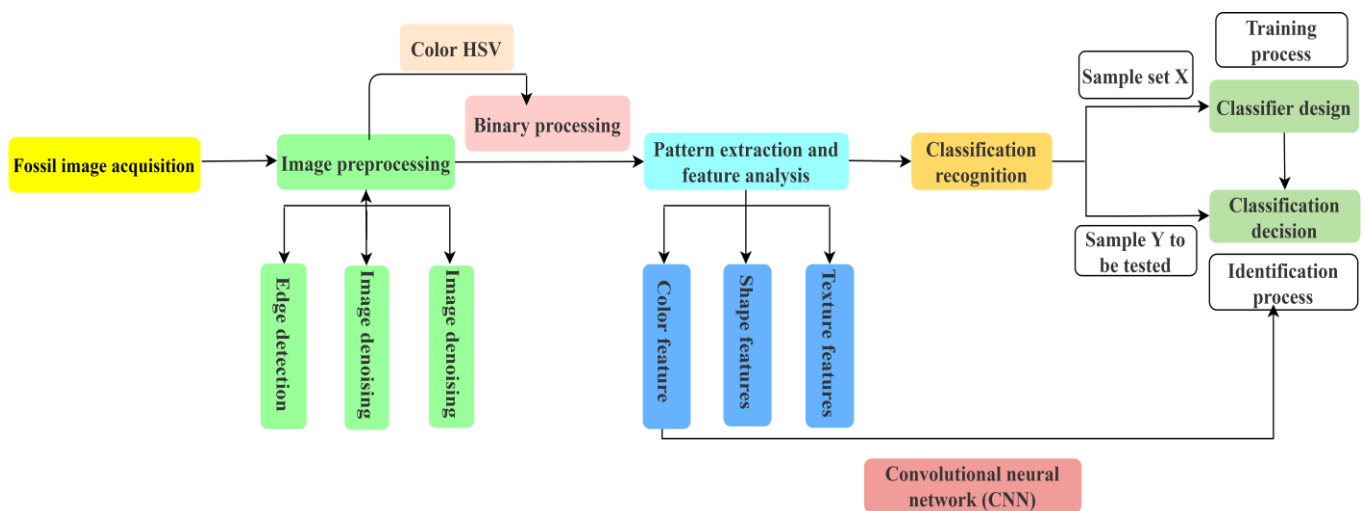 Color HSV
Binary processing
Fossil image acquisition
Image preprocessing
Edge detection
Image denoising
Image denoising
Pattern extraction and
feature analysis
Color feature
Shape features
Texture features
Classification
recognition
Sample set X
Sample Y to
be tested
Training
process
Classifier design
Classification
decision
Identification
process
Convolutional neural
network (CNN)